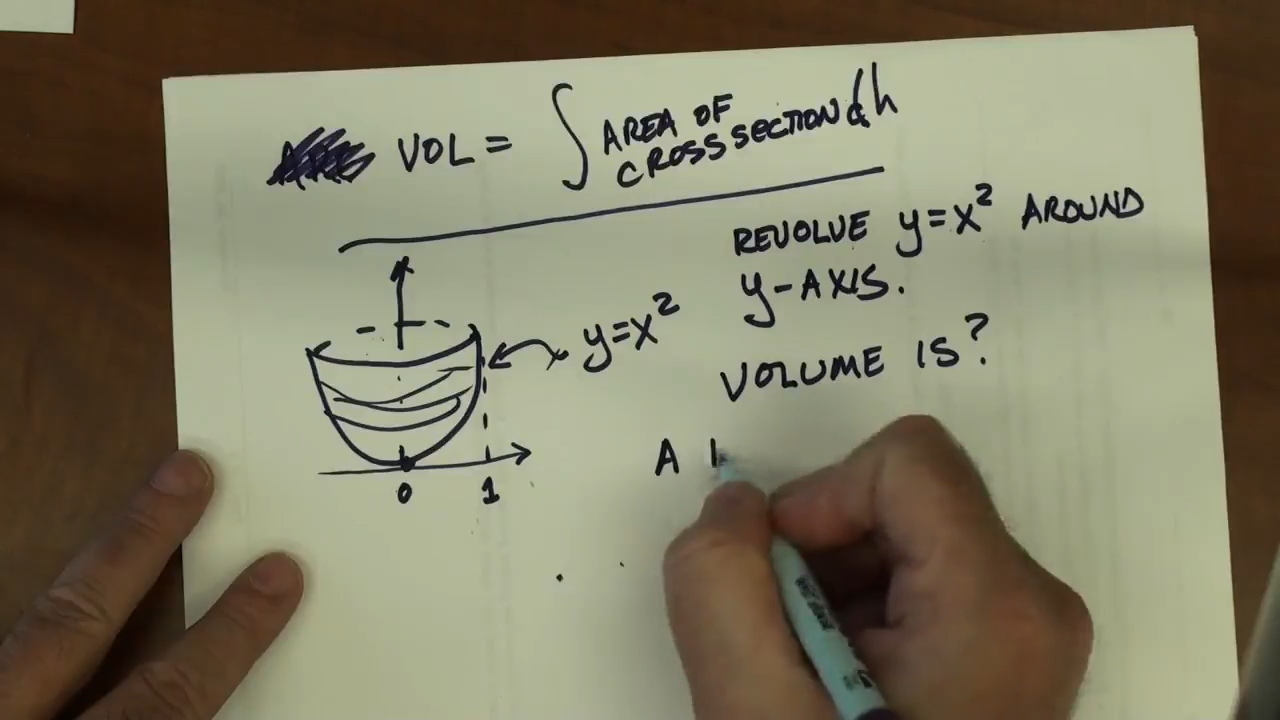 VOL = ∫ AREA OF
CROSS SECTION dh
REVOLVE y=x² AROUND
y-AXIS.
VOLUME IS?
y=x²
0 1
A